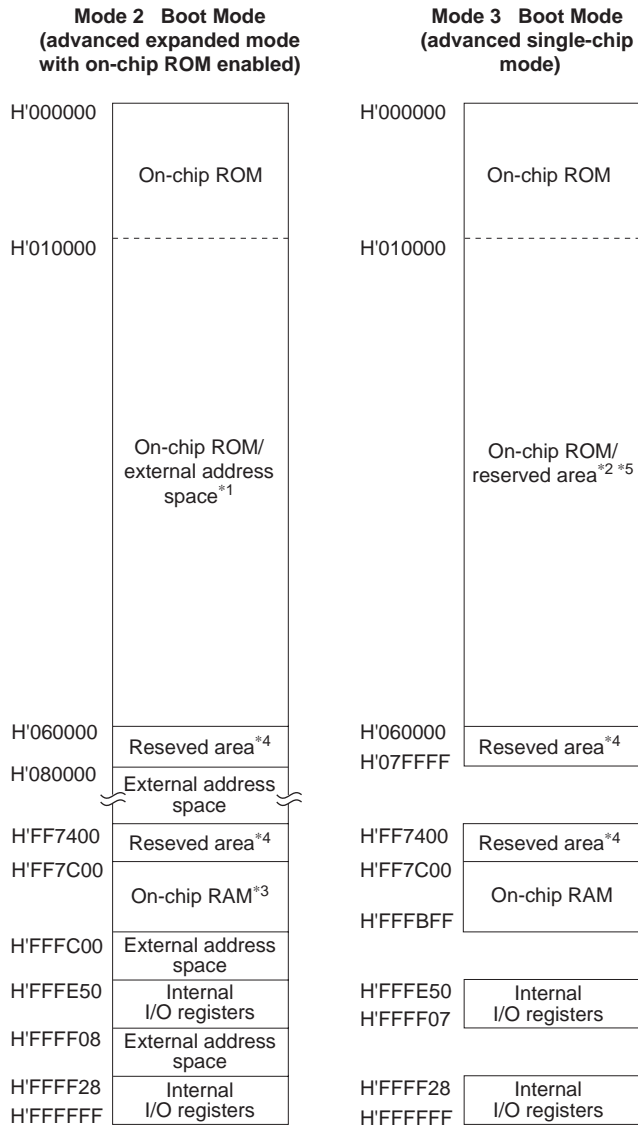 Mode 2 Boot Mode
(advanced expanded mode
with on-chip ROM enabled)
H'000000
On-chip ROM
H'010000
On-chip ROM/
external address
space*1
H'060000
Reseved area*4
H'080000
External address
space
H'FF7400
Reseved area*4
H'FF7C00
On-chip RAM*3
H'FFFC00
External address
space
H'FFFE50
Internal
I/O registers
H'FFFF08
External address
space
H'FFFF28
Internal
I/O registers
H'FFFFFF
Mode 3 Boot Mode
(advanced single-chip
mode)
H'000000
On-chip ROM
H'010000
On-chip ROM/
reserved area*2 *5
H'060000
Reseved area*4
H'07FFFF
H'FF7400
Reseved area*4
H'FF7C00
On-chip RAM
H'FFFBFF
H'FFFE50
Internal
I/O registers
H'FFFF07
H'FFFF28
Internal
I/O registers
H'FFFFFF